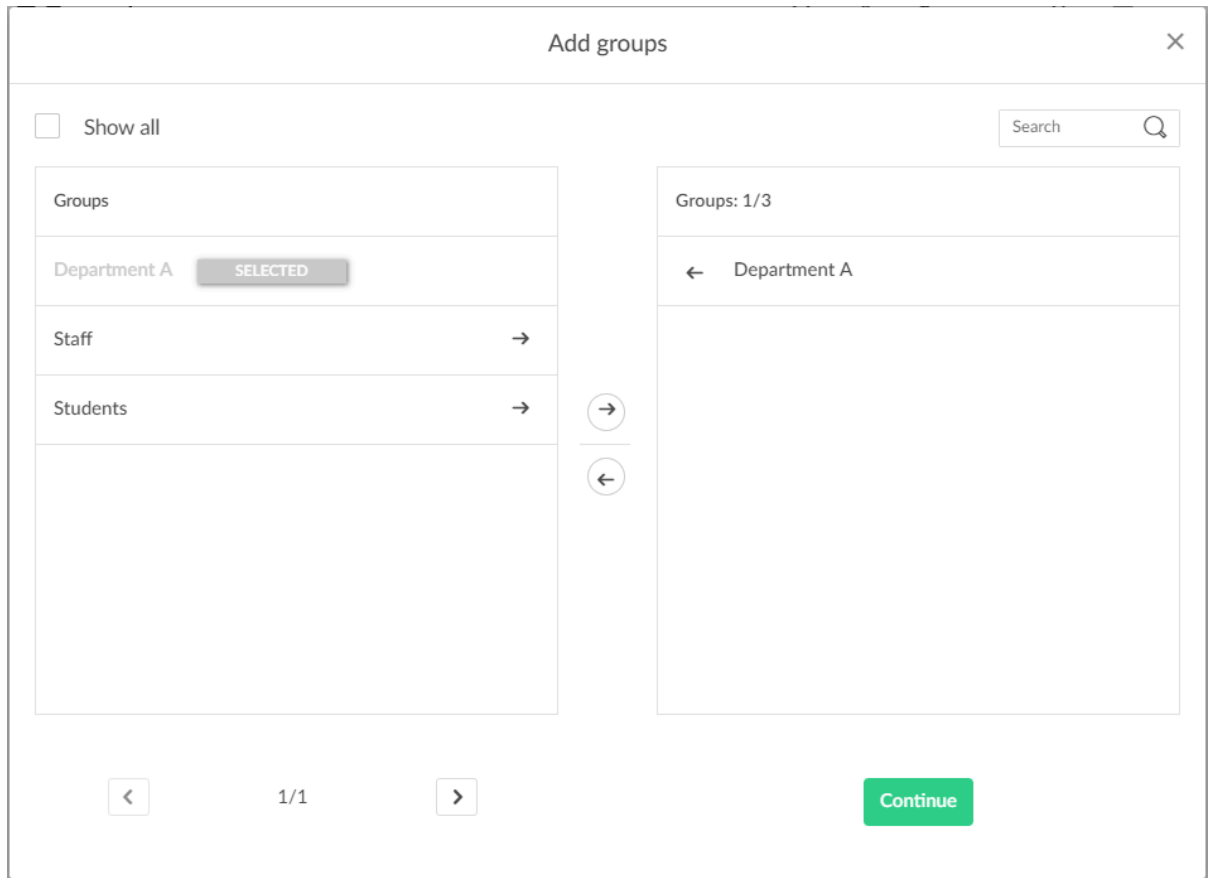 Add groups
Show all
Search
Groups
Department A SELECTED
Staff
Students
Groups: 1/3
Department A
1/1
Continue